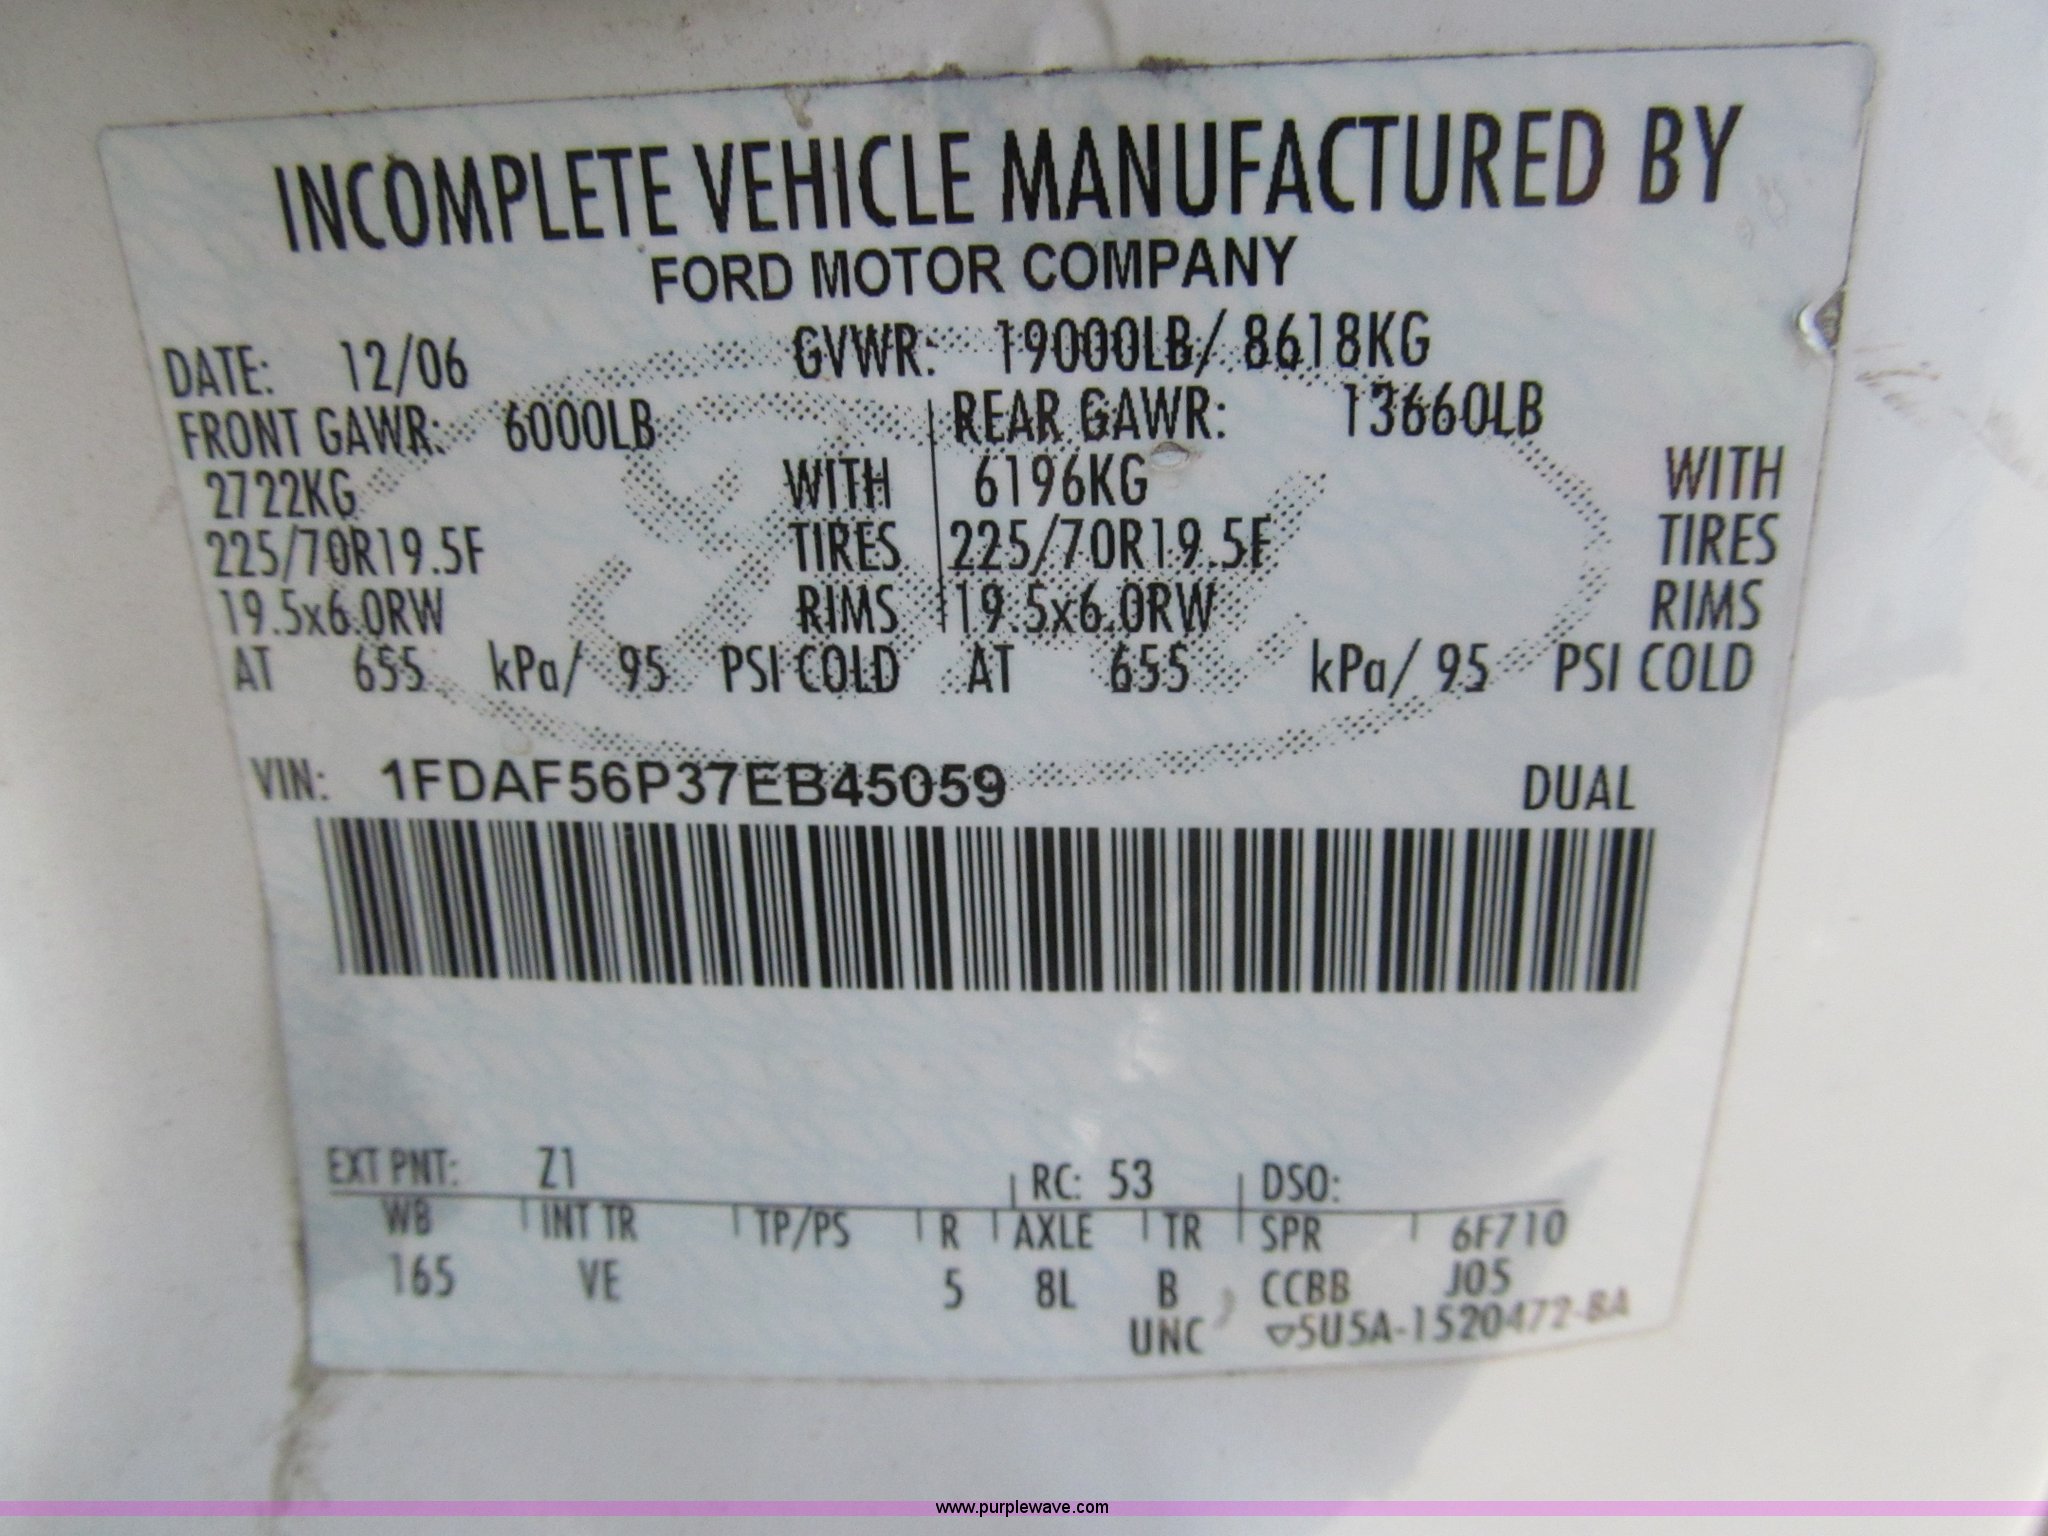 INCOMPLETE VEHICLE MANUFACTURED BY
FORD MOTOR COMPANY
DATE: 12/06 GVWR: 19000LB/ 8618KG
FRONT GAWR: 6000LB REAR GAWR: 13660LB
2722KG WITH 6196KG WITH
225/70R19.5F TIRES 225/70R19.5F TIRES
19.5x6.0RW RIMS 19.5x6.0RW RIMS
AT 655 kPa/ 95 PSI COLD AT 655 kPa/ 95 PSI COLD
VIN: 1FDAF56P37EB45059 DUAL
EXT PNT: Z1 RC: 53 DSO:
WB INT TR TP/PS R AXLE TR SPR 6F710
165 VE 5 8L B CCBB J05
UNC ▽5U5A-1520472-BA
www.purplewave.com